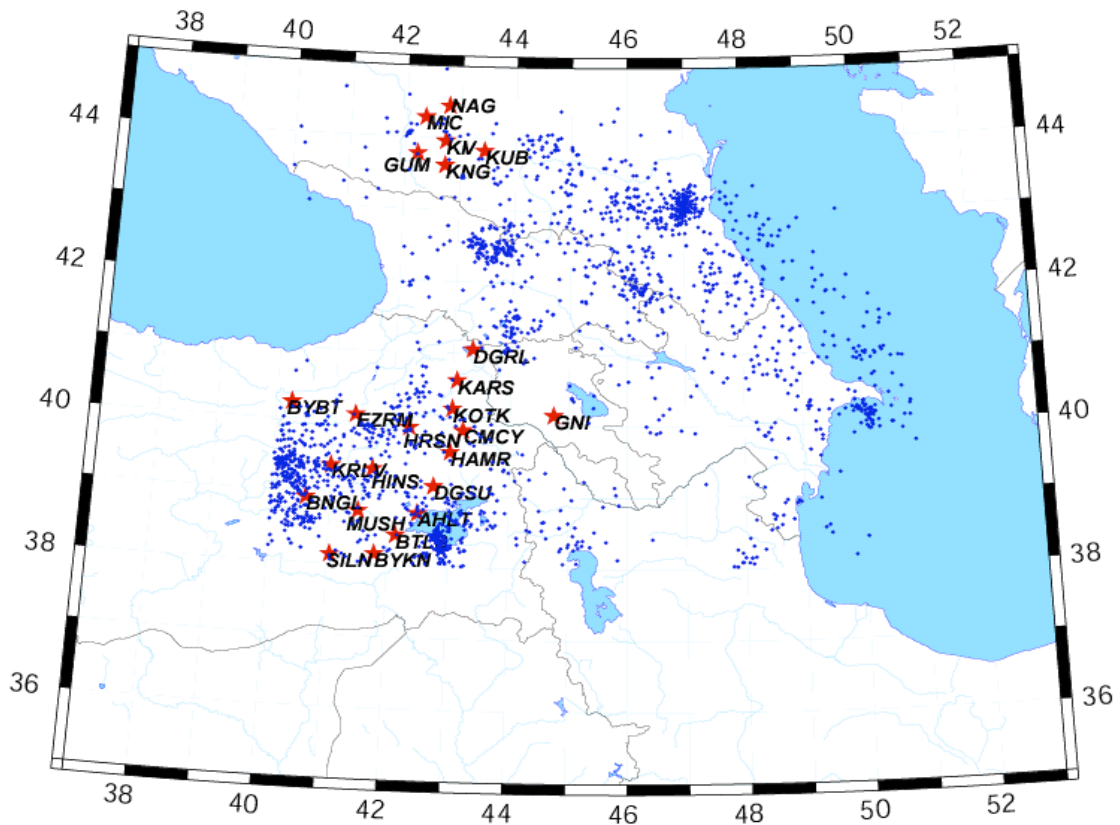 38 40 42 44 46 48 50 52
44 44
42 42
40 40
38 38
36 36
NAG
MIC
KIV
KUB
GUM
KNG
DGRL
KARS
BYBT
EZRM
KOTK
GNI
HRSN
CMCY
HAMR
KRLV
HINS
DGSU
BNGL
MUSH
AHLT
BTL
SILN
BYKN
38 40 42 44 46 48 50 52